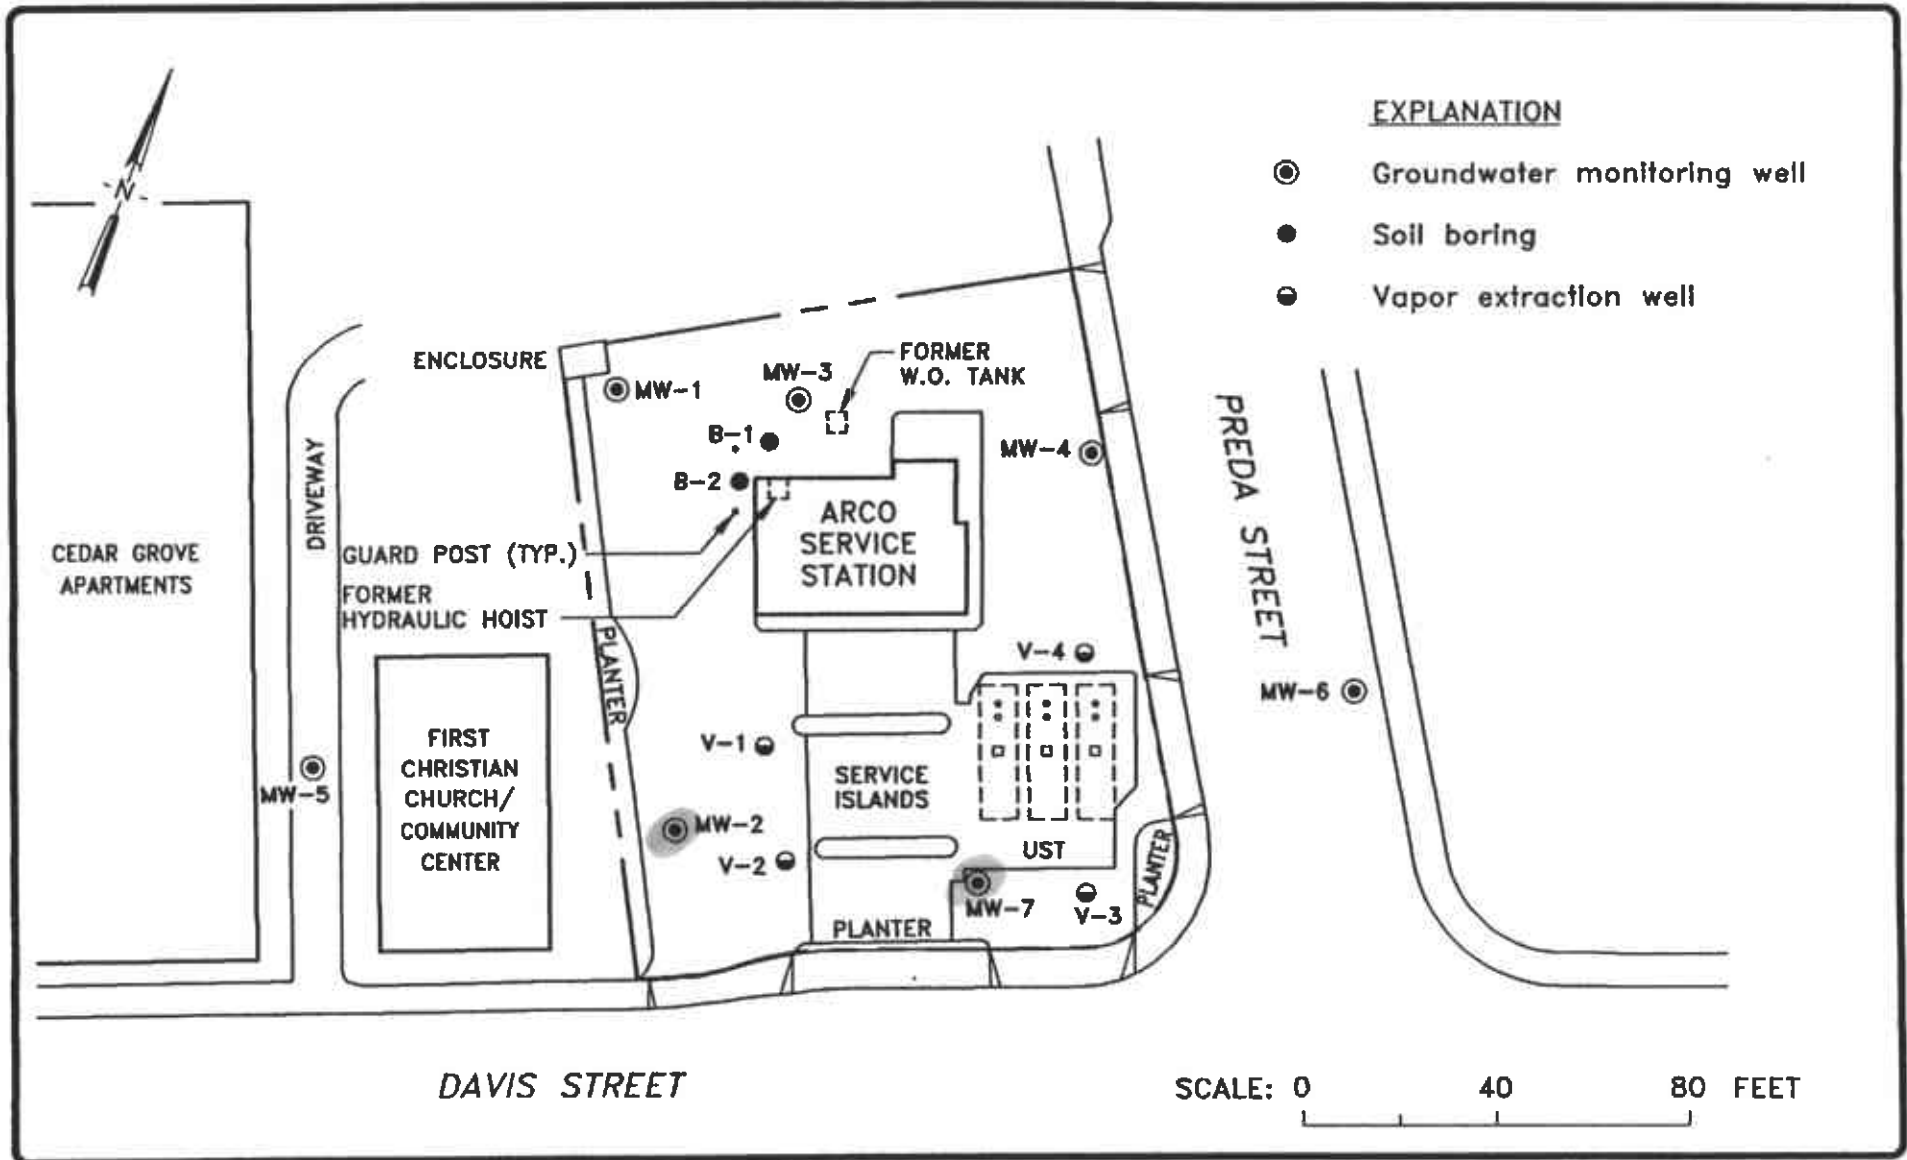 EXPLANATION
Groundwater monitoring well
Soil boring
Vapor extraction well
N
ENCLOSURE
MW-1
MW-3
FORMER
W.O. TANK
B-1
B-2
MW-4
DRIVEWAY
CEDAR GROVE
APARTMENTS
GUARD POST (TYP.)
FORMER
HYDRAULIC HOIST
ARCO
SERVICE
STATION
PREDA STREET
PLANTER
V-4
MW-6
FIRST
CHRISTIAN
CHURCH/
COMMUNITY
CENTER
V-1
MW-5
SERVICE
ISLANDS
MW-2
V-2
UST
PLANTER
MW-7
V-3
PLANTER
DAVIS STREET
SCALE: 0 40 80 FEET